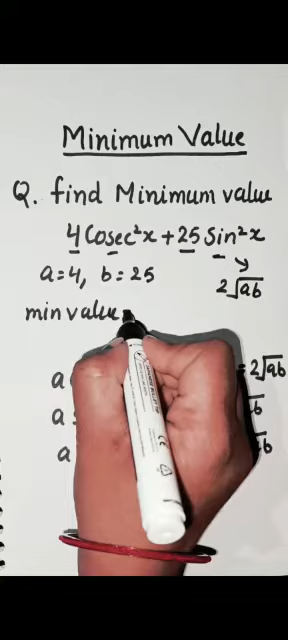 Minimum Value
Q. find Minimum value
4 Cosec²x + 25 Sin²x
a=4, b=25
2√ab
min value
a = 2√ab
a
a